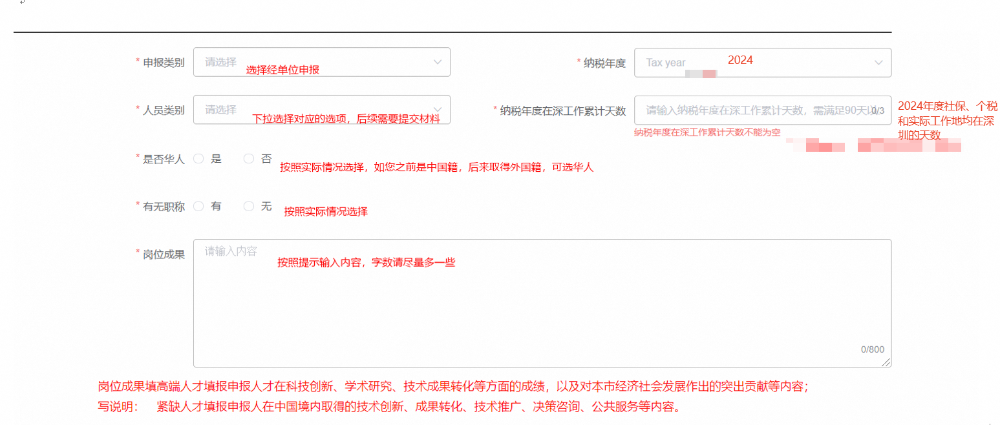 * 申报类别 请选择 选择经单位申报 * 纳税年度 Tax year 2024
* 人员类别 请选择 下拉选择对应的选项，后续需要提交材料 * 纳税年度在深工作累计天数 请输入纳税年度在深工作累计天数，需满足90天以 0/3
纳税年度在深工作累计天数不能为空
2024年度社保、个税
和实际工作地均在深
圳的天数
* 是否华人 是 否 按照实际情况选择，如您之前是中国籍，后来取得外国籍，可选华人
* 有无职称 有 无 按照实际情况选择
* 岗位成果 请输入内容 按照提示输入内容，字数请尽量多一些
0/800
岗位成果填高端人才填报申报人才在科技创新、学术研究、技术成果转化等方面的成绩，以及对本市经济社会发展作出的突出贡献等内容；
写说明： 紧缺人才填报申报人在中国境内取得的技术创新、成果转化、技术推广、决策咨询、公共服务等内容。